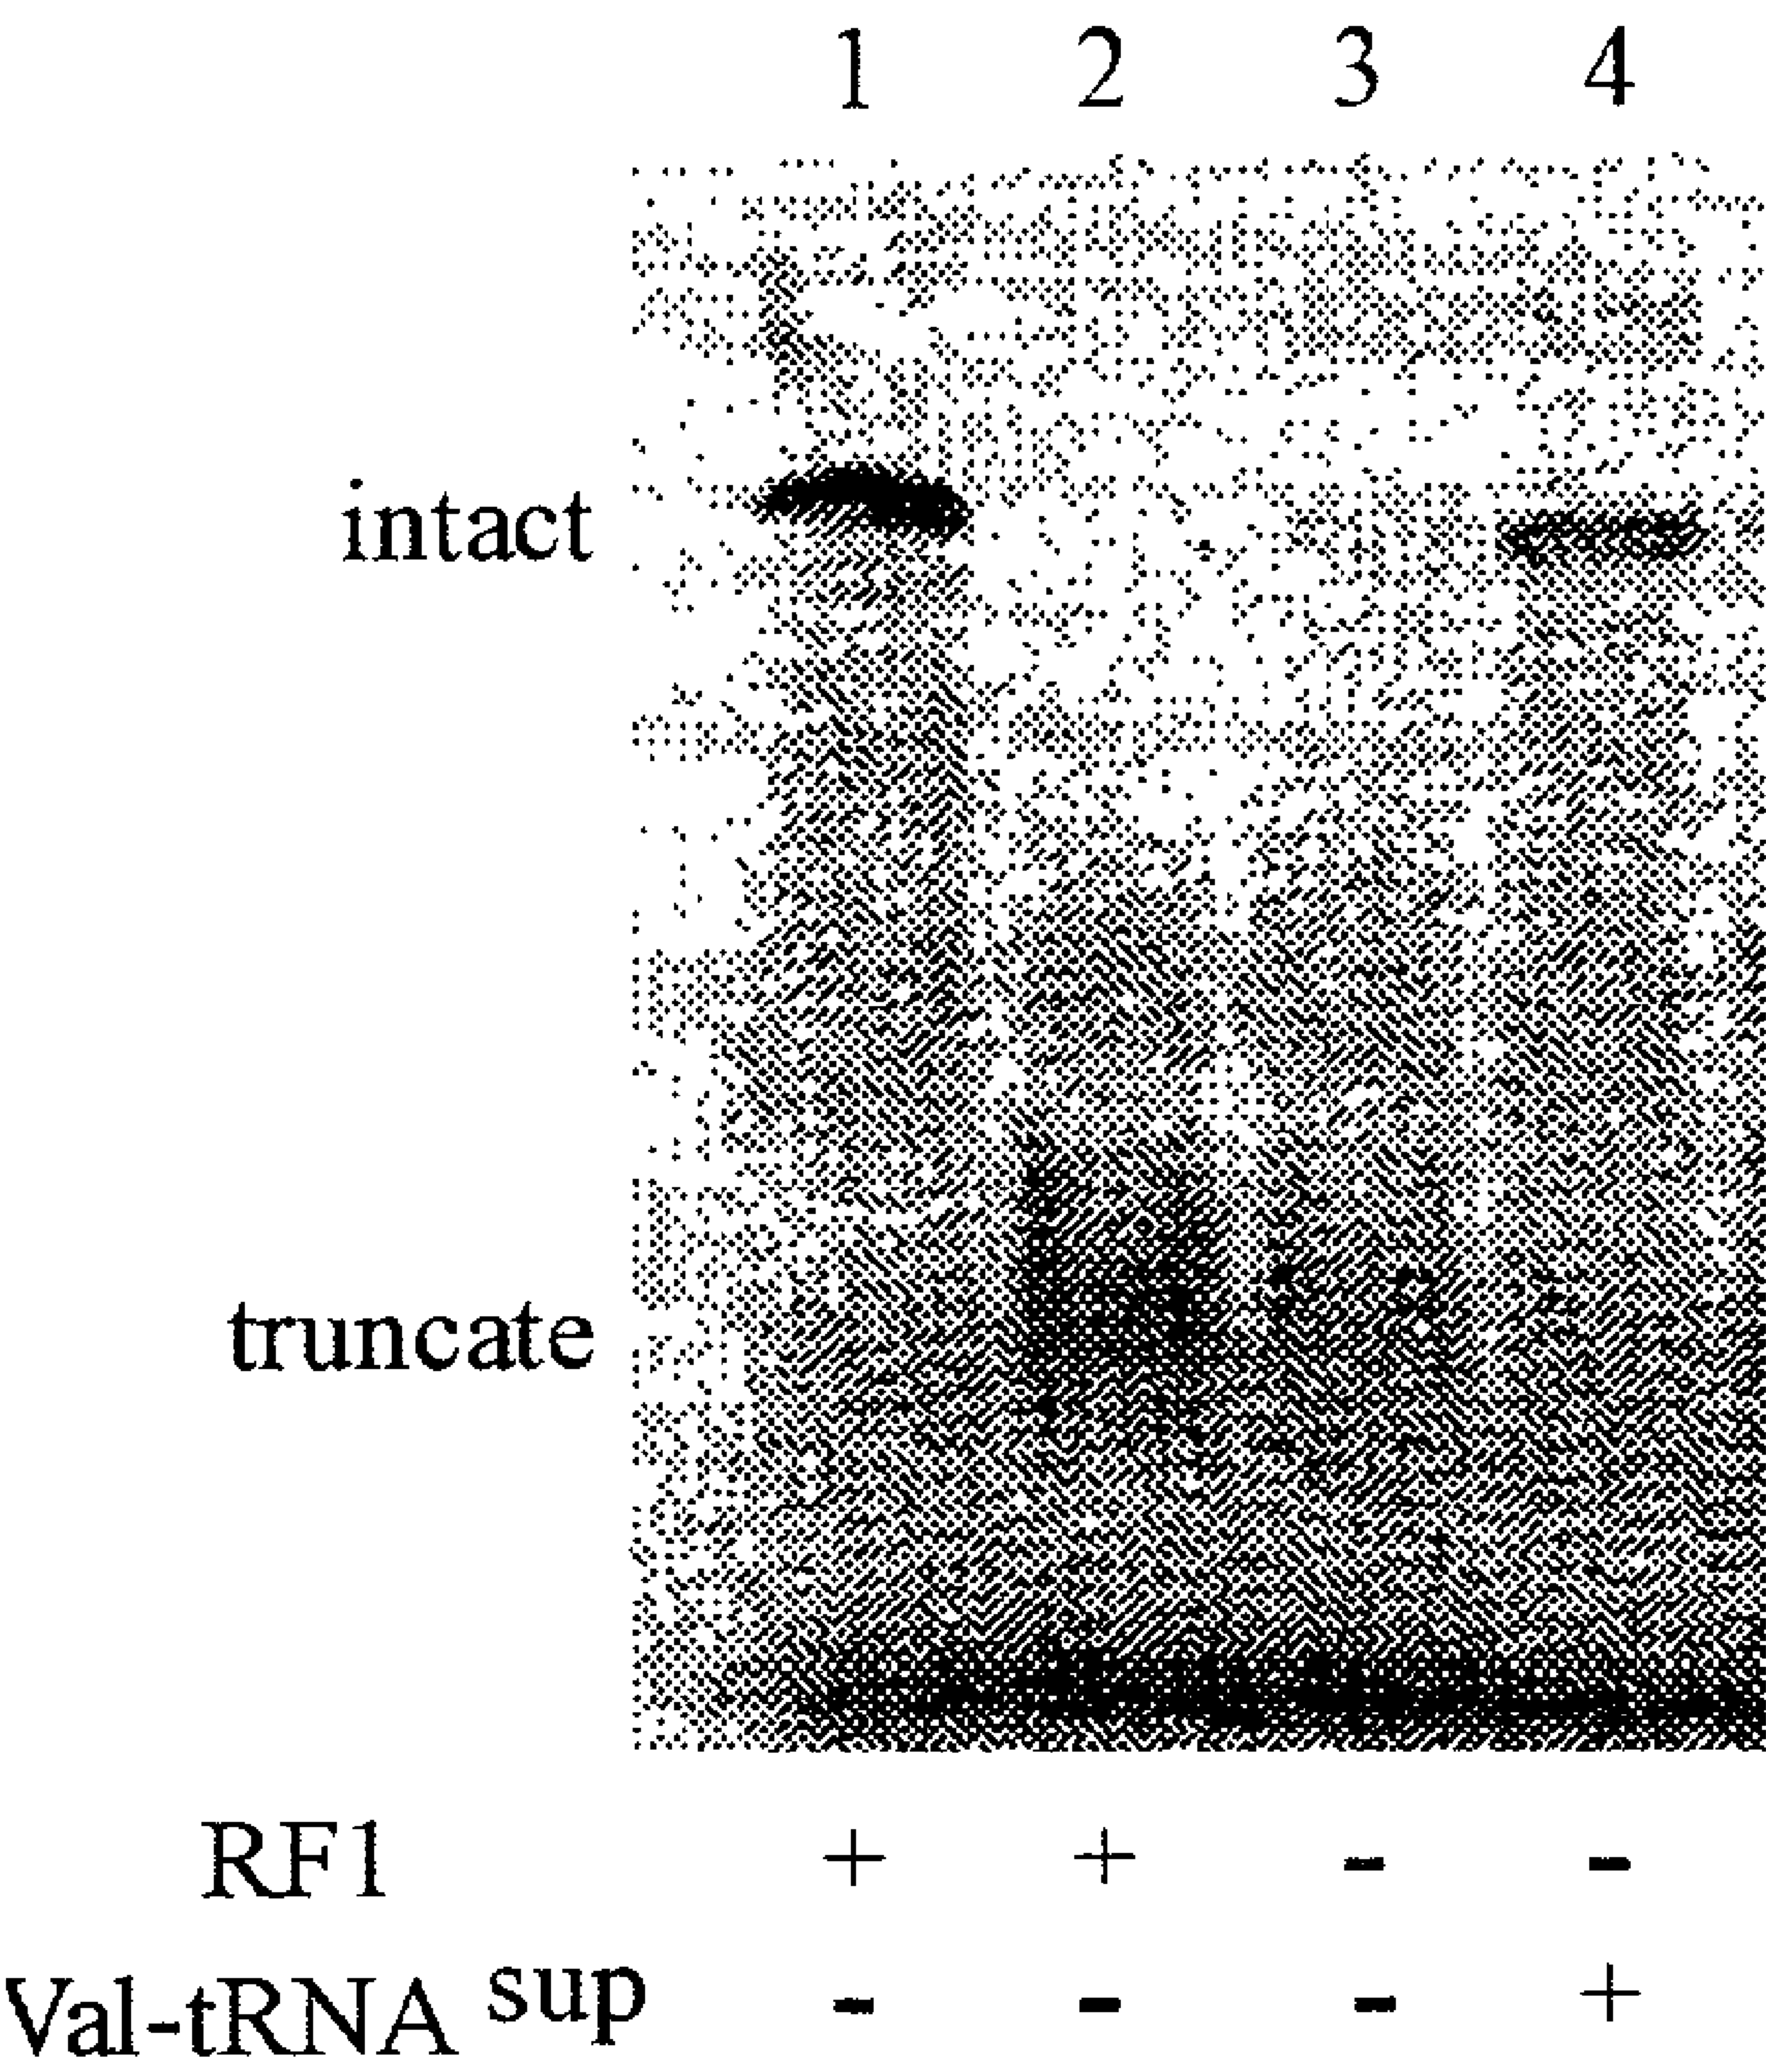 1 2 3 4
intact
truncate
RF1 + + - -
Val-tRNA sup - - - +